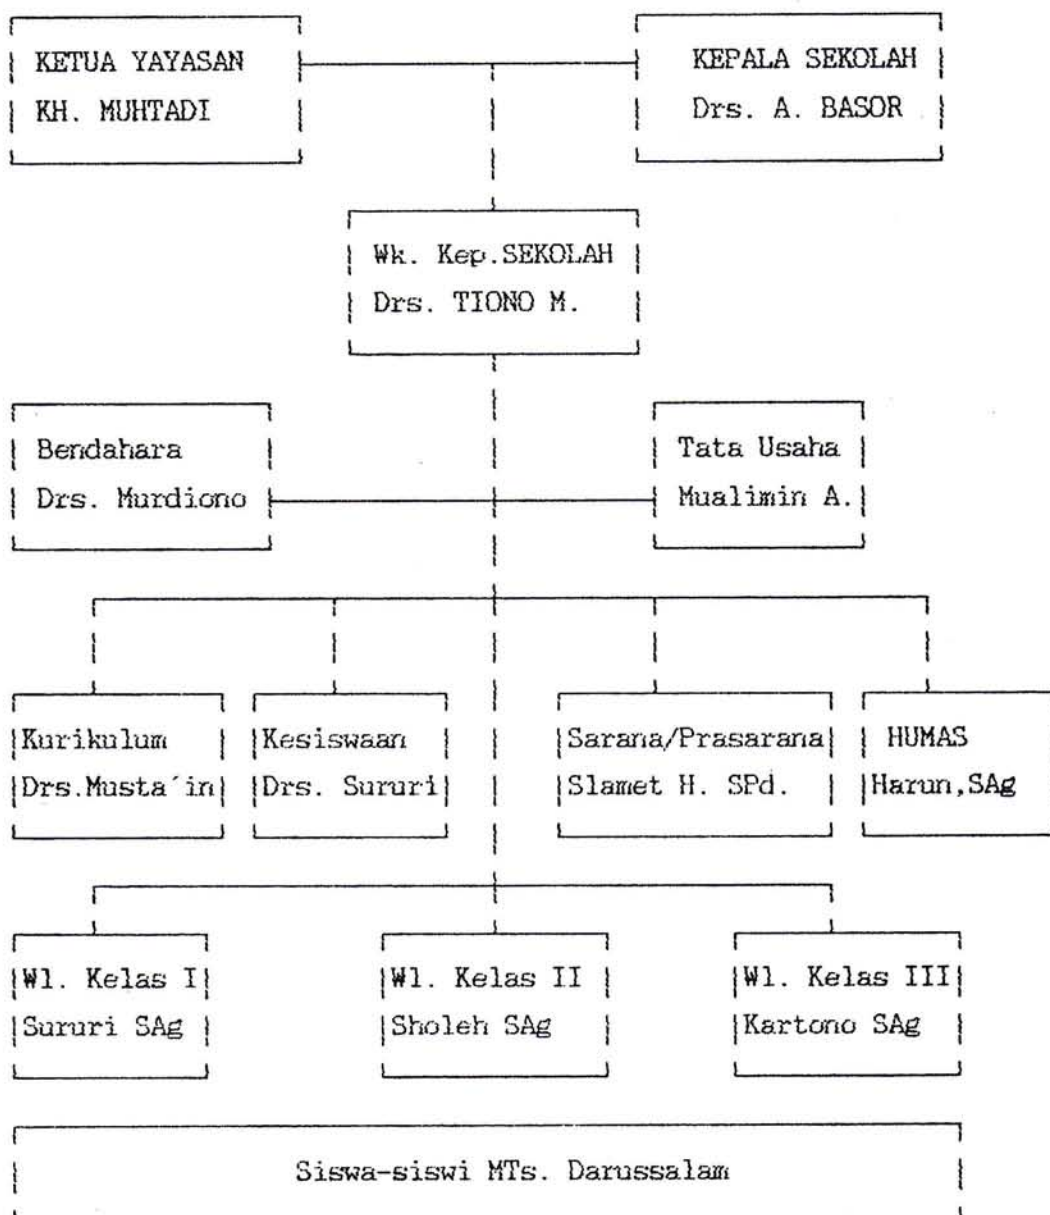 KETUA YAYASAN
KH. MUHTADI
KEPALA SEKOLAH
Drs. A. BASOR
Wk. Kep.SEKOLAH
Drs. TIONO M.
Bendahara
Drs. Murdiono
Tata Usaha
Mualimin A.
Kurikulum
Drs.Musta´in
Kesiswaan
Drs. Sururi
Sarana/Prasarana
Slamet H. SPd.
HUMAS
Harun,SAg
Wl. Kelas I
Sururi SAg
Wl. Kelas II
Sholeh SAg
Wl. Kelas III
Kartono SAg
Siswa-siswi MTs. Darussalam